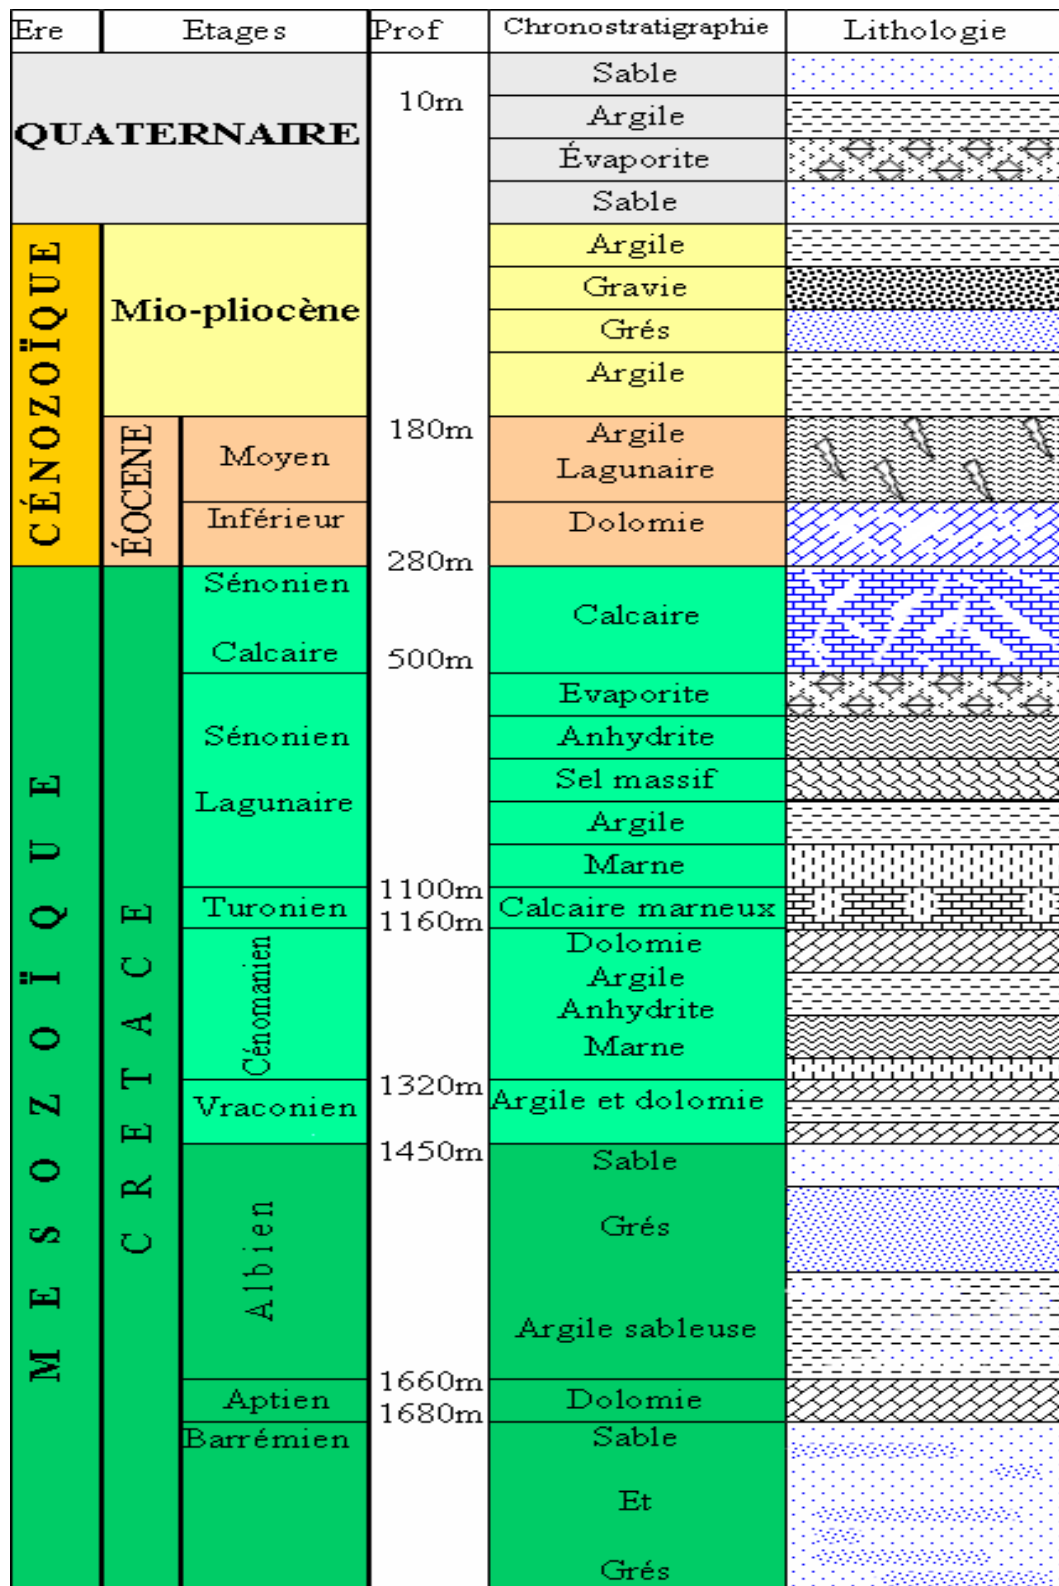 Ere Etages Prof Chronostratigraphie Lithologie
QUATERNAIRE
10m
Sable
Argile
Évaporite
Sable
CÉNOZOÏQUE
Mio-pliocène
Argile
Gravie
Grés
Argile
ÉOCENE
180m
Moyen
Argile
Lagunaire
Inférieur
Dolomie
280m
MESOZOÏQUE
CRETACE
Sénonien
Calcaire
Calcaire
500m
Sénonien
Lagunaire
Evaporite
Anhydrite
Sel massif
Argile
Marne
1100m
Turonien
Calcaire marneux
1160m
Cénomanien
Dolomie
Argile
Anhydrite
Marne
1320m
Vraconien
Argile et dolomie
1450m
Albien
Sable
Grés
Argile sableuse
1660m
Aptien
Dolomie
1680m
Barrémien
Sable
Et
Grés